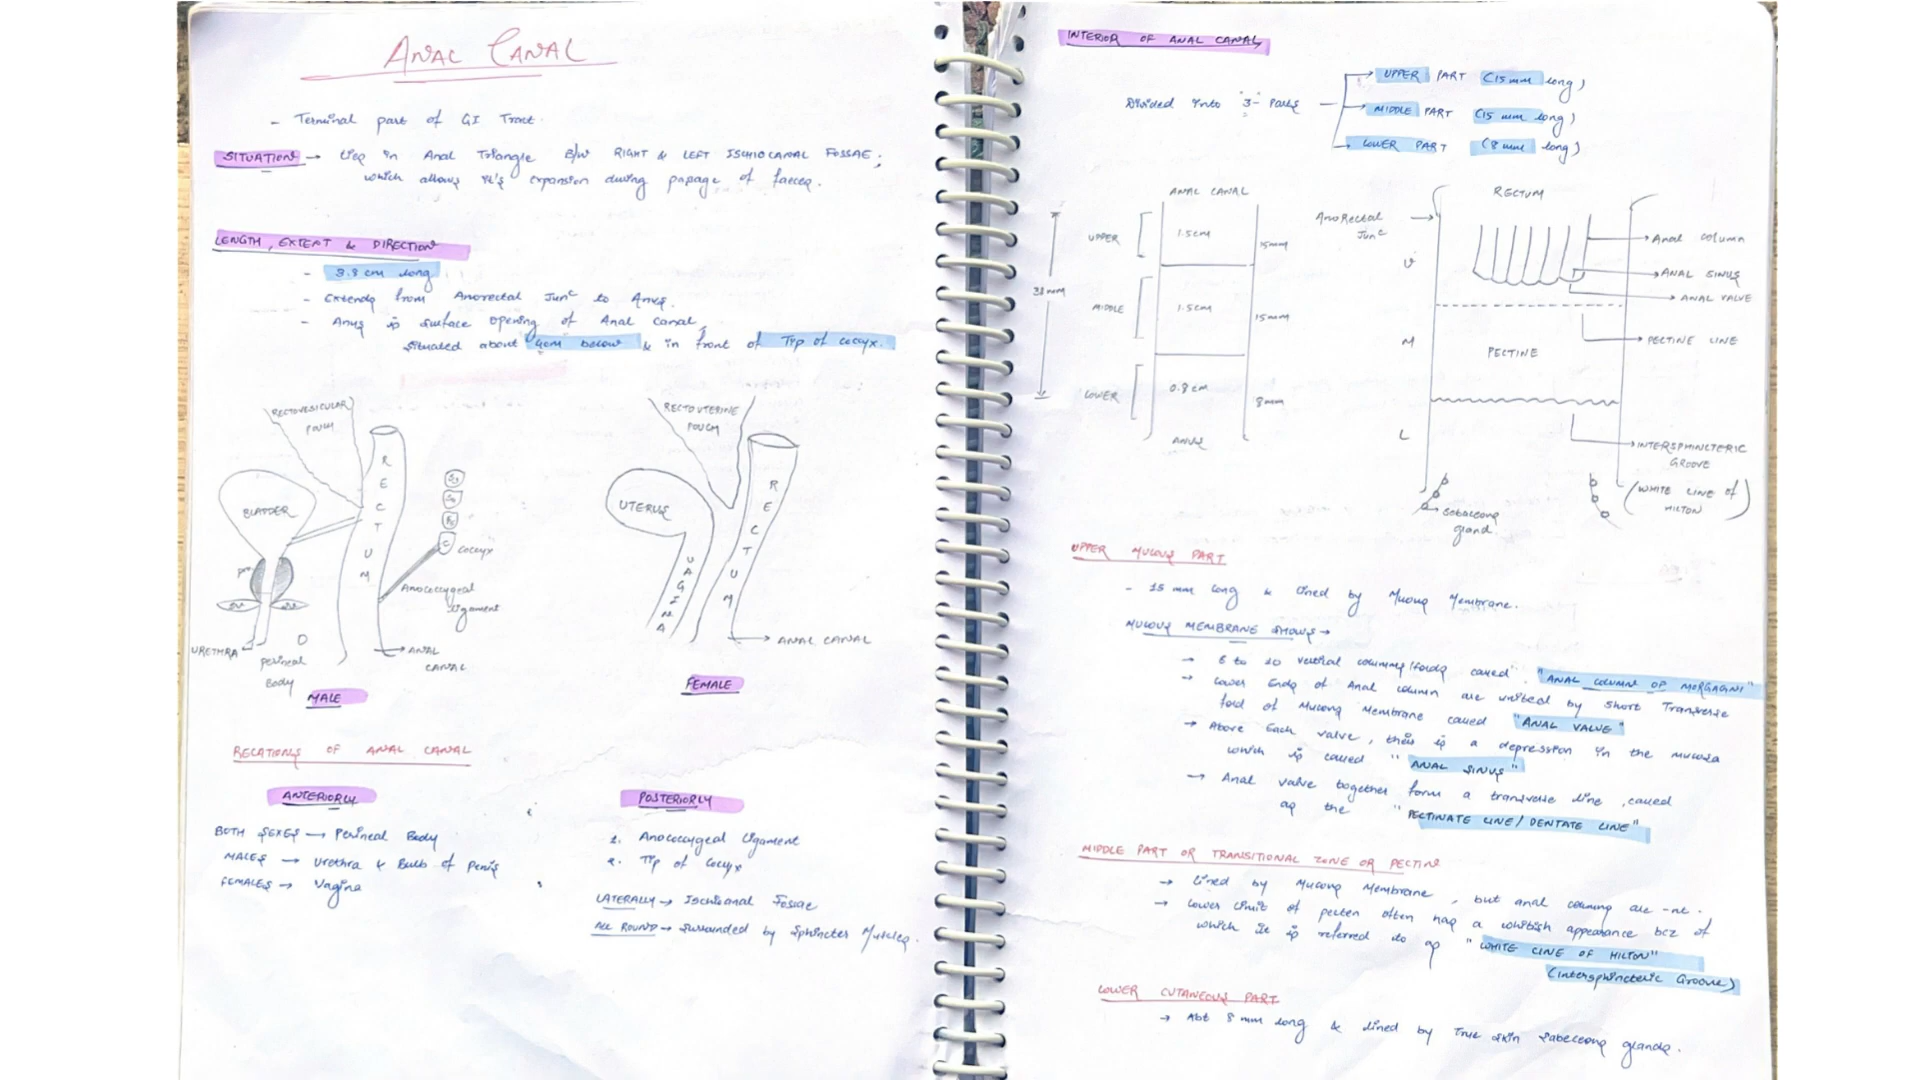 ANAL CANAL
- Terminal part of GI Tract.
SITUATION → Lies in Anal Triangle B/w RIGHT & LEFT ISCHIOCANAL FOSSAE;
which allows it's expansion during passage of faeces.
LENGTH, EXTENT & DIRECTION
- 3.8 cm long
- Extends from Anorectal Junc to Anus.
- Anus is surface opening of Anal Canal,
situated about 4cm below & in front of Tip of coccyx.
RECTOVESICULAR
POUCH
RECTUM
BLADDER
S3
S4
S5
C
COCCYX
Anococcygeal
ligament
URETHRA
Perineal
Body
ANAL
CANAL
MALE
RECTOUTERINE
POUCH
UTERUS
VAGINA
RECTUM
ANAL CANAL
FEMALE
RELATIONS OF ANAL CANAL
ANTERIORLY
BOTH SEXES → Perineal Body
MALES → Urethra & Bulb of Penis
FEMALES → Vagina
POSTERIORLY
1. Anococcygeal Ligament
2. Tip of Cocyx
LATERALLY → Ischioanal Fossae
ALL ROUND → Surrounded by Sphincter Muscles.
INTERIOR OF ANAL CANAL
Divided into 3- Parts
UPPER PART (15 mm long)
MIDDLE PART (15 mm long)
LOWER PART (8 mm long)
ANAL CANAL
UPPER
1.5cm
15mm
38mm
MIDDLE
1.5cm
15mm
LOWER
0.8cm
8mm
ANUS
RECTUM
AnoRectal
Junc
Anal column
ANAL SINUS
ANAL VALVE
U
PECTINE LINE
M
PECTINE
L
INTERSPHINCTERIC
GROOVE
(WHITE LINE OF
HILTON)
Sebaceous
gland
UPPER MUCOUS PART
- 15 mm long & lined by Mucous Membrane.
MUCOUS MEMBRANE SHOWS →
→ 6 to 10 vertical columns/folds called "ANAL COLUMN OF MORGAGNI"
→ Lower Ends of Anal column are united by short Transverse
fold of Mucous Membrane called "ANAL VALVE"
→ Above Each valve, their is a depression in the mucosa
which is called "ANAL SINUS"
→ Anal valve together form a transverse line, called
as the "PECTINATE LINE/DENTATE LINE"
MIDDLE PART OR TRANSITIONAL ZONE OR PECTINE
→ Lined by Mucous Membrane, but anal columns are -nt.
→ Lower limit of pecten often has a whitish appearance bcz of
which it is referred to as "WHITE LINE OF HILTON"
(intersphincteric Groove)
LOWER CUTANEOUS PART
→ Abt 8 mm long & lined by True skin Sabeceous glands.